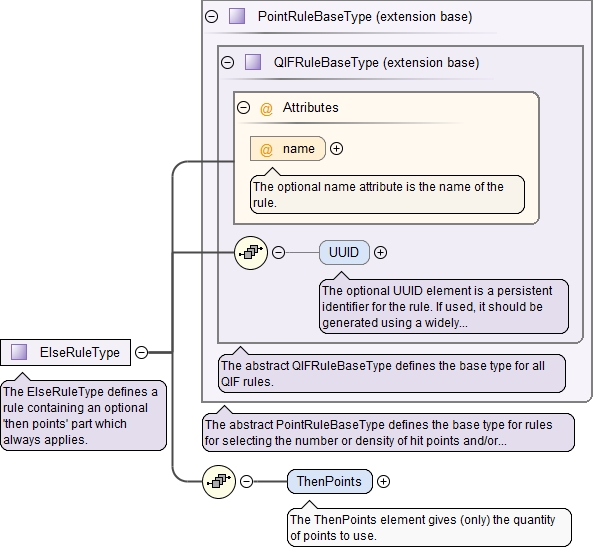 PointRuleBaseType (extension base)
QIFRuleBaseType (extension base)
@ Attributes
@ name
The optional name attribute is the name of the
rule.
UUID
The optional UUID element is a persistent
identifier for the rule. If used, it should be
generated using a widely...
ElseRuleType
The ElseRuleType defines a
rule containing an optional
'then points' part which
always applies.
The abstract QIFRuleBaseType defines the base type for all
QIF rules.
The abstract PointRuleBaseType defines the base type for rules
for selecting the number or density of hit points and/or...
ThenPoints
The ThenPoints element gives (only) the quantity
of points to use.